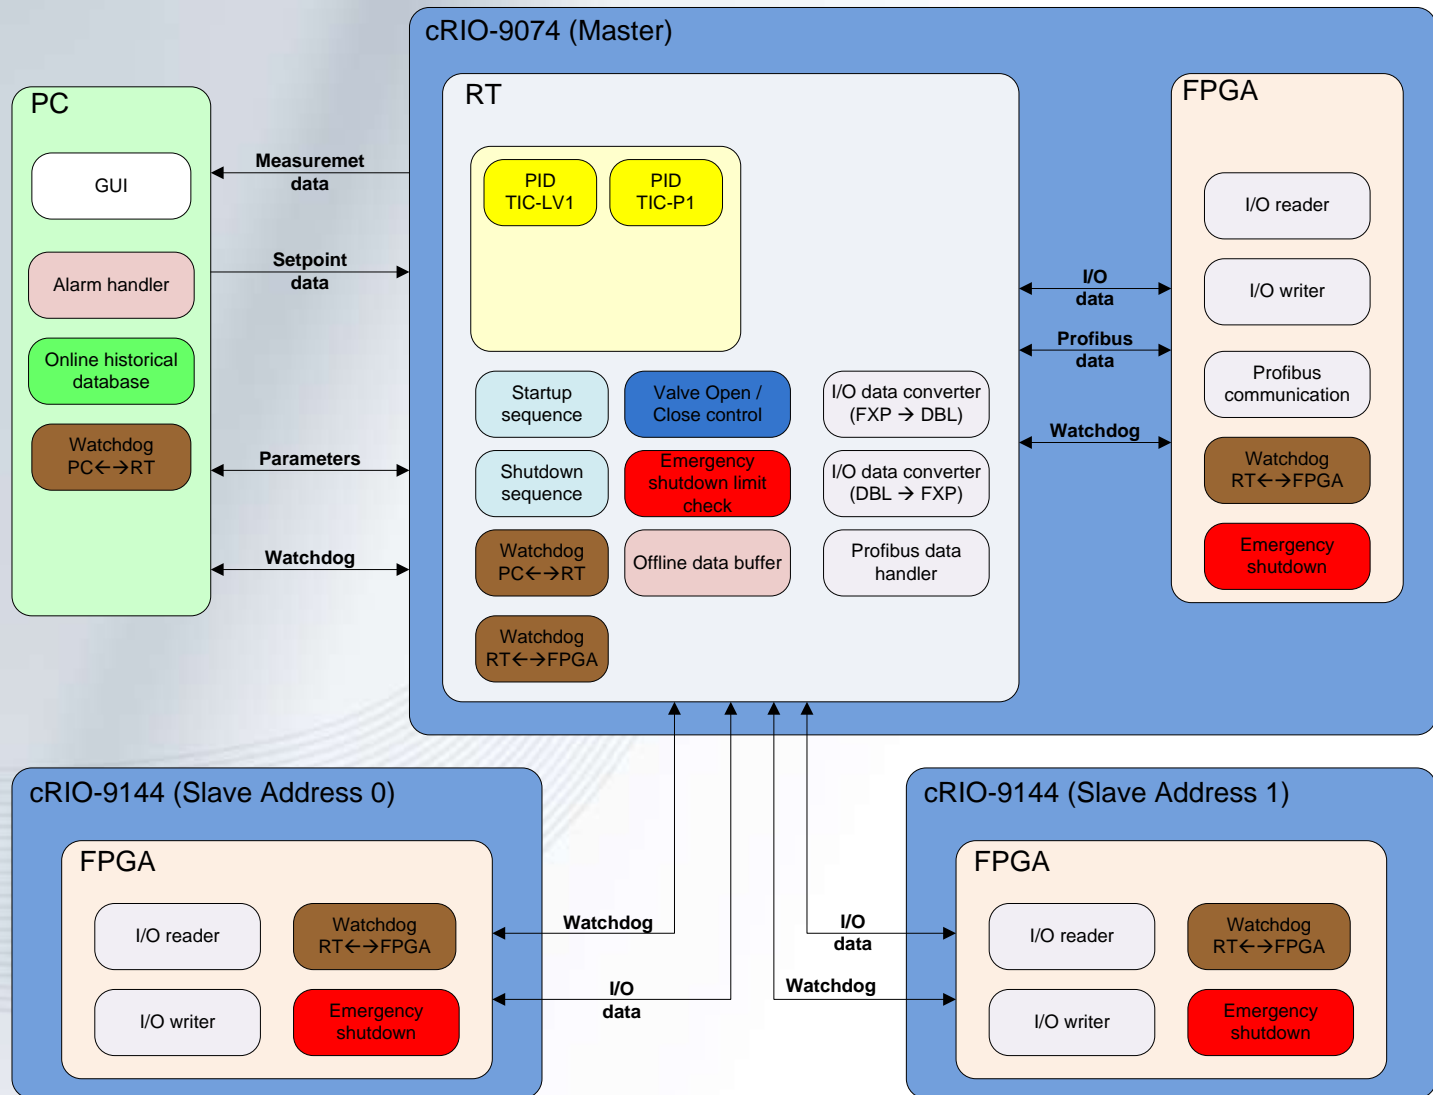 cRIO-9074 (Master)
PC
GUI
Alarm handler
Online historical
database
Watchdog
PC←→RT
Measuremet
data
Setpoint
data
Parameters
Watchdog
RT
PID
TIC-LV1
PID
TIC-P1
Startup
sequence
Valve Open /
Close control
I/O data converter
(FXP → DBL)
Shutdown
sequence
Emergency
shutdown limit
check
I/O data converter
(DBL → FXP)
Watchdog
PC←→RT
Offline data buffer
Profibus data
handler
Watchdog
RT←→FPGA
I/O
data
Profibus
data
Watchdog
FPGA
I/O reader
I/O writer
Profibus
communication
Watchdog
RT←→FPGA
Emergency
shutdown
cRIO-9144 (Slave Address 0)
FPGA
I/O reader
Watchdog
RT←→FPGA
I/O writer
Emergency
shutdown
Watchdog
I/O
data
I/O
data
Watchdog
cRIO-9144 (Slave Address 1)
FPGA
I/O reader
Watchdog
RT←→FPGA
I/O writer
Emergency
shutdown